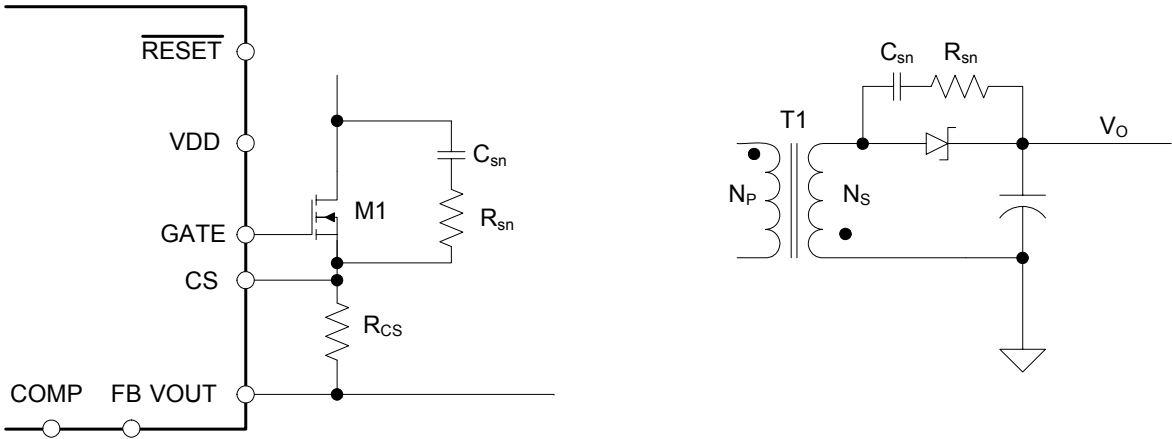 RESET
VDD
GATE
CS
COMP
FB
VOUT
M1
Csn
Rsn
RCS
T1
NP
NS
Csn
Rsn
VO